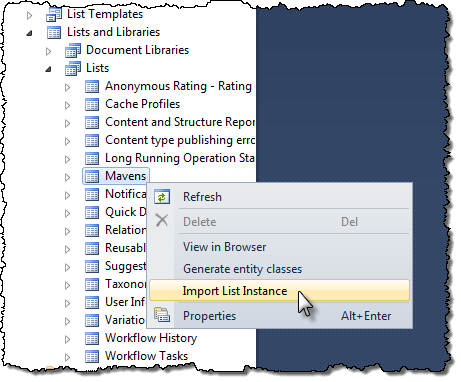 List Templates
Lists and Libraries
Document Libraries
Lists
Anonymous Rating - Rating
Cache Profiles
Content and Structure Repor
Content type publishing erro
Long Running Operation Sta
Mavens
Notifica
Refresh
Quick D
Delete Del
Relation
Reusabl
View in Browser
Suggest
Generate entity classes
Taxono
Import List Instance
User Inf
Variatio
Properties Alt+Enter
Workflow History
Workflow Tasks